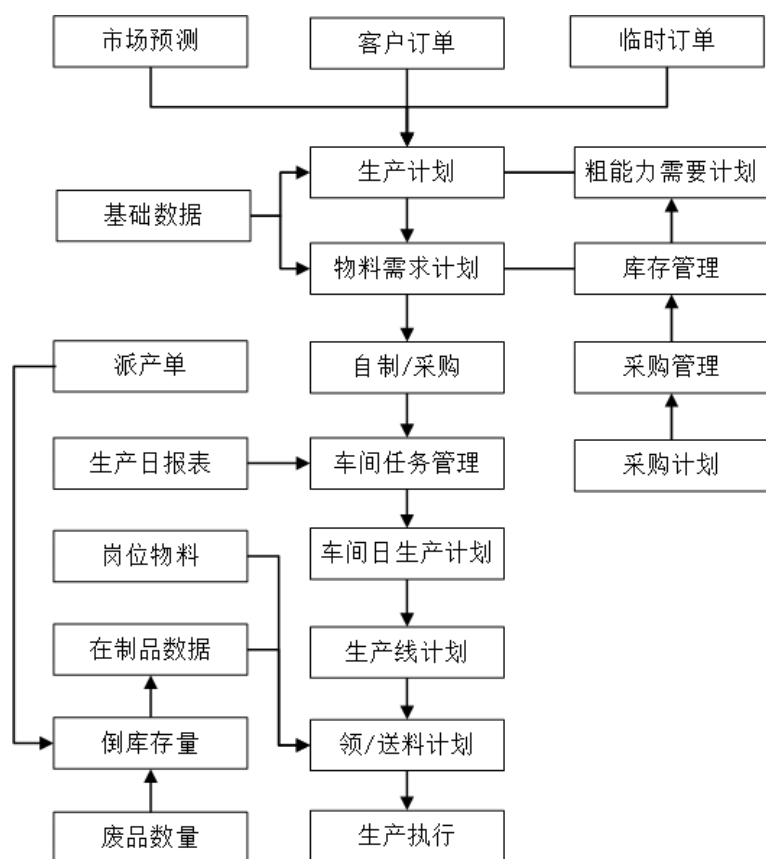 市场预测
客户订单
临时订单
生产计划
粗能力需要计划
基础数据
物料需求计划
库存管理
派产单
自制/采购
采购管理
生产日报表
车间任务管理
采购计划
岗位物料
车间日生产计划
在制品数据
生产线计划
倒库存量
领/送料计划
废品数量
生产执行